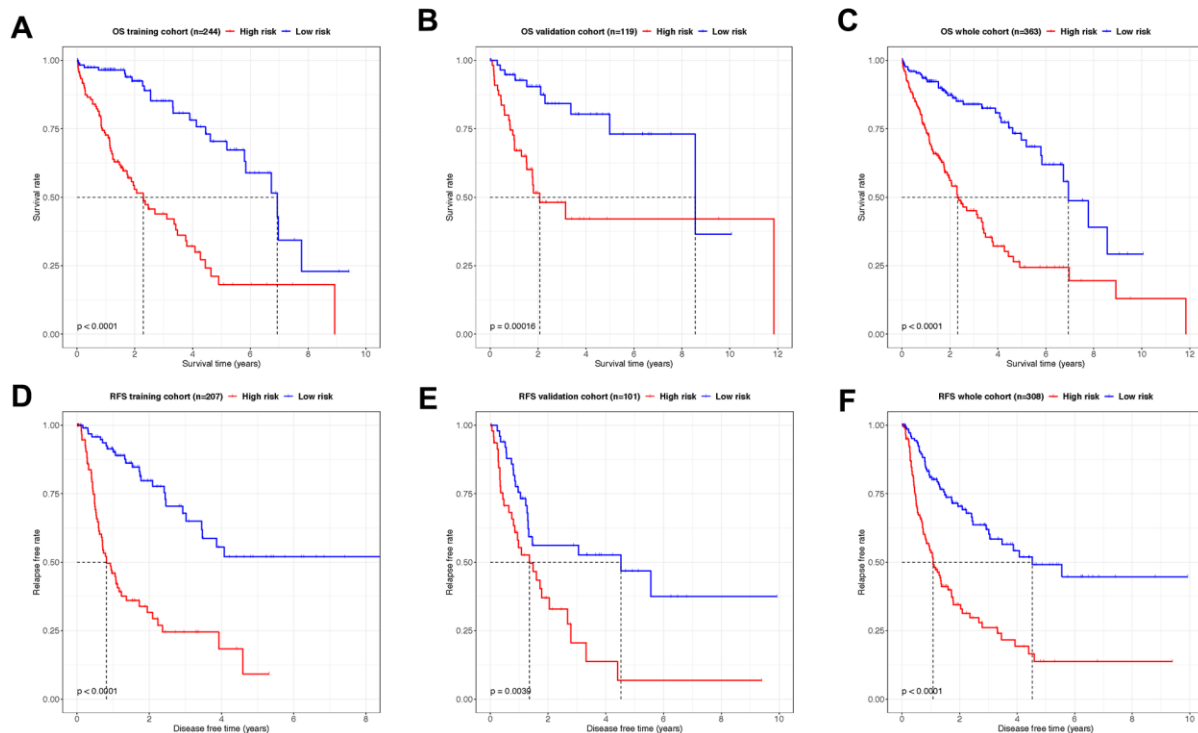 A
OS training cohort (n=244) High risk Low risk
1.00
0.75
0.50
0.25
0.00
Survival rate
p < 0.0001
0 2 4 6 8 10
Survival time (years)
B
OS validation cohort (n=119) High risk Low risk
1.00
0.75
0.50
0.25
0.00
Survival rate
p = 0.00016
0 2 4 6 8 10 12
Survival time (years)
C
OS whole cohort (n=363) High risk Low risk
1.00
0.75
0.50
0.25
0.00
Survival rate
p < 0.0001
0 2 4 6 8 10 12
Survival time (years)
D
RFS training cohort (n=207) High risk Low risk
1.00
0.75
0.50
0.25
0.00
Relapse free rate
p < 0.0001
0 2 4 6 8
Disease free time (years)
E
RFS validation cohort (n=101) High risk Low risk
1.00
0.75
0.50
0.25
0.00
Relapse free rate
p = 0.0039
0 2 4 6 8 10
Disease free time (years)
F
RFS whole cohort (n=308) High risk Low risk
1.00
0.75
0.50
0.25
0.00
Relapse free rate
p < 0.0001
0 2 4 6 8 10
Disease free time (years)